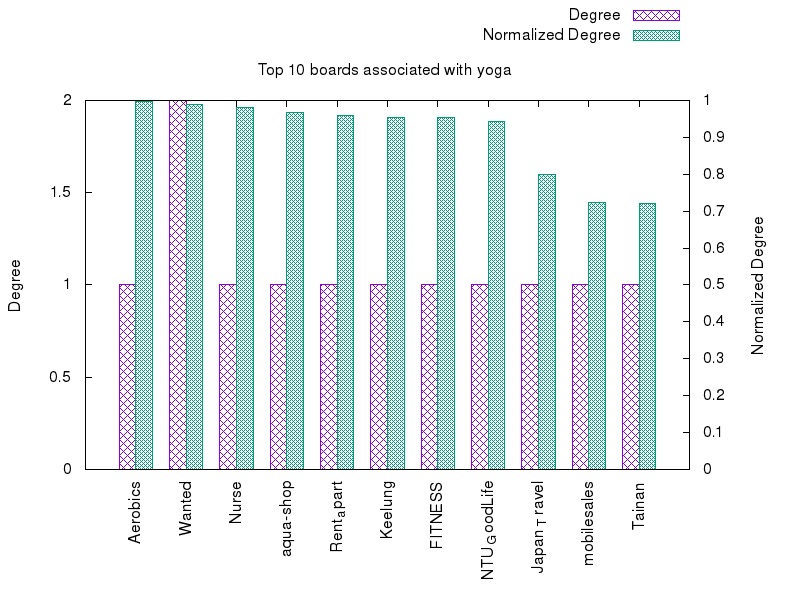 Degree
Normalized Degree
Top 10 boards associated with yoga
2
1.5
1
0.5
0
1
0.9
0.8
0.7
0.6
0.5
0.4
0.3
0.2
0.1
0
Degree
Normalized Degree
Aerobics
Wanted
Nurse
aqua-shop
Rentapart
Keelung
FITNESS
NTUGoodLife
JapanTravel
mobilesales
Tainan